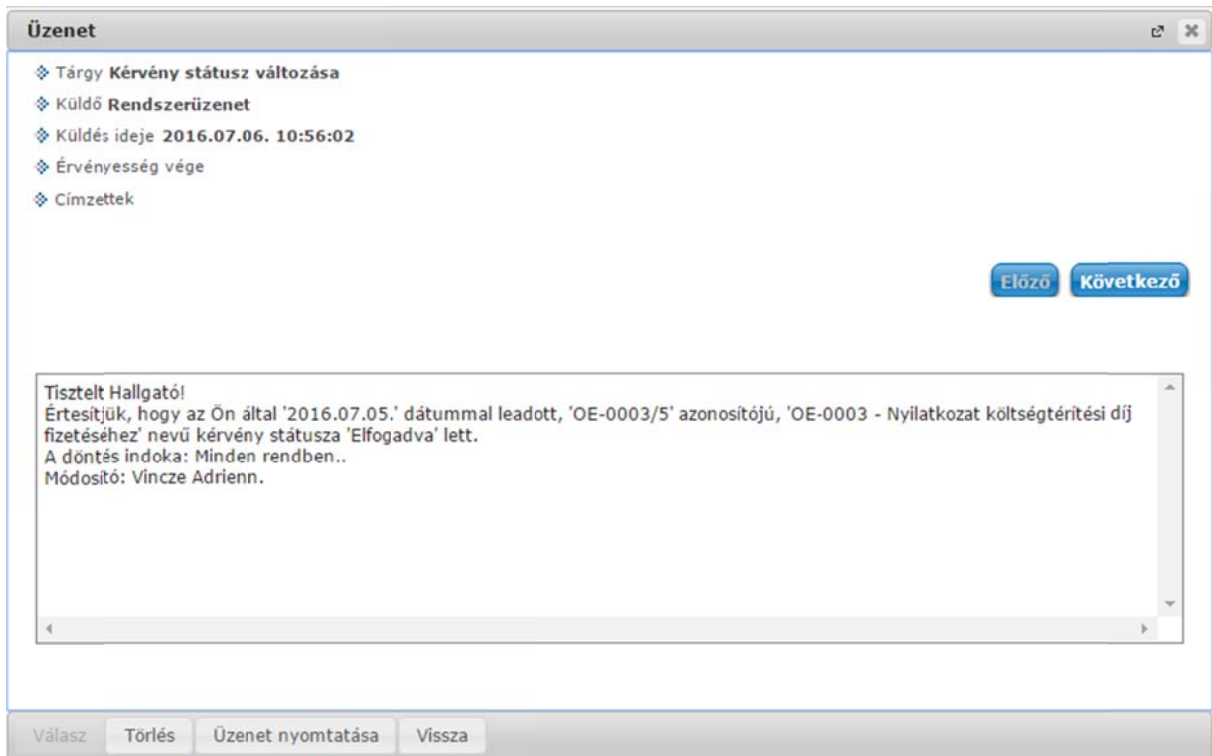 Üzenet
Tárgy Kérvény státusz változása
Küldő Rendszerüzenet
Küldés ideje 2016.07.06. 10:56:02
Érvényesség vége
Címzettek
Előző Következő
Tisztelt Hallgató!
Értesítjük, hogy az Ön által '2016.07.05.' dátummal leadott, 'OE-0003/5' azonosítójú, 'OE-0003 - Nyilatkozat költségtérítési díj
fizetéséhez' nevű kérvény státusza 'Elfogadva' lett.
A döntés indoka: Minden rendben..
Módosító: Vincze Adrienn.
Válasz Törlés Üzenet nyomtatása Vissza